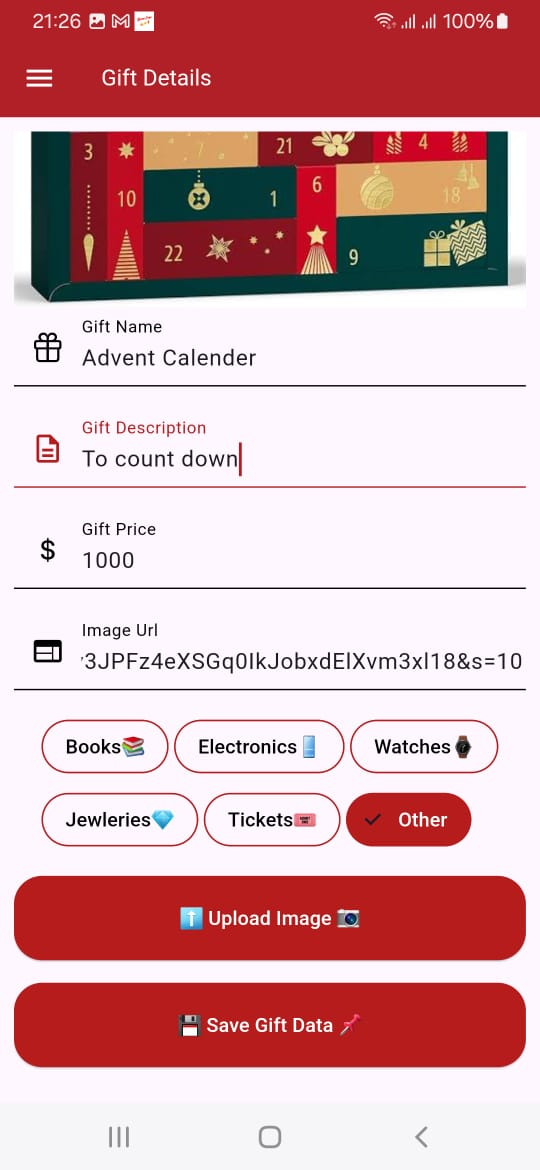 21:26 100%
Gift Details
3 7 21 4
10 1 6 18
22 9
Gift Name
Advent Calender
Gift Description
To count down
Gift Price
$ 1000
Image Url
3JPFz4eXSGq0IkJobxdElXvm3xl18&s=10
Books📚 Electronics📱 Watches⌚
Jewleries💎 Tickets🎟️ Other
⬆️ Upload Image 📷
💾 Save Gift Data 📌